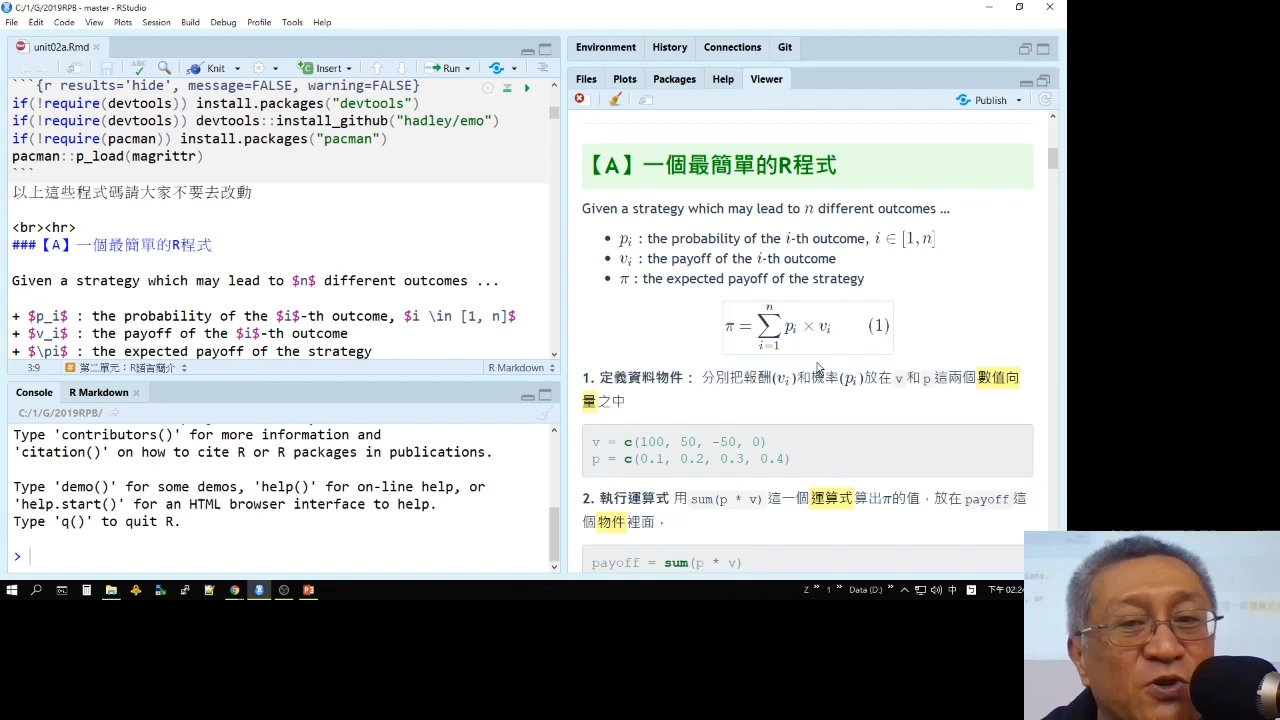 C:/1/G/2019RPB - master - RStudio
File Edit Code View Plots Session Build Debug Profile Tools Help
unit02a.Rmd
ABC Knit Insert Run
```{r results='hide', message=FALSE, warning=FALSE}
if(!require(devtools)) install.packages("devtools")
if(!require(devtools)) devtools::install_github("hadley/emo")
if(!require(pacman)) install.packages("pacman")
pacman::p_load(magrittr)
```
以上這些程式碼請大家不要去改動
<br><hr>
###【A】一個最簡單的R程式
Given a strategy which may lead to $n$ different outcomes ...
+ $p_i$ : the probability of the $i$-th outcome, $i \in [1, n]$
+ $v_i$ : the payoff of the $i$-th outcome
+ $\pi$ : the expected payoff of the strategy
3:9 # 第二單元：R語言簡介 R Markdown
Console R Markdown
C:/1/G/2019RPB/
Type 'contributors()' for more information and
'citation()' on how to cite R or R packages in publications.
Type 'demo()' for some demos, 'help()' for on-line help, or
'help.start()' for an HTML browser interface to help.
Type 'q()' to quit R.
>
Environment History Connections Git
Files Plots Packages Help Viewer
Publish
【A】一個最簡單的R程式
Given a strategy which may lead to n different outcomes ...
• pᵢ : the probability of the i-th outcome, i ∈ [1, n]
• vᵢ : the payoff of the i-th outcome
• π : the expected payoff of the strategy
π = ∑ᵢ₌₁ⁿ pᵢ × vᵢ (1)
1. 定義資料物件： 分別把報酬(vᵢ)和機率(pᵢ)放在 v 和 p 這兩個 數值向
量 之中
v = c(100, 50, -50, 0)
p = c(0.1, 0.2, 0.3, 0.4)
2. 執行運算式 用 sum(p * v) 這一個 運算式 算出π的值，放在 payoff 這
個 物件 裡面，
payoff = sum(p * v)
Z » 1 » Data (D:) » 中 下午 02:24